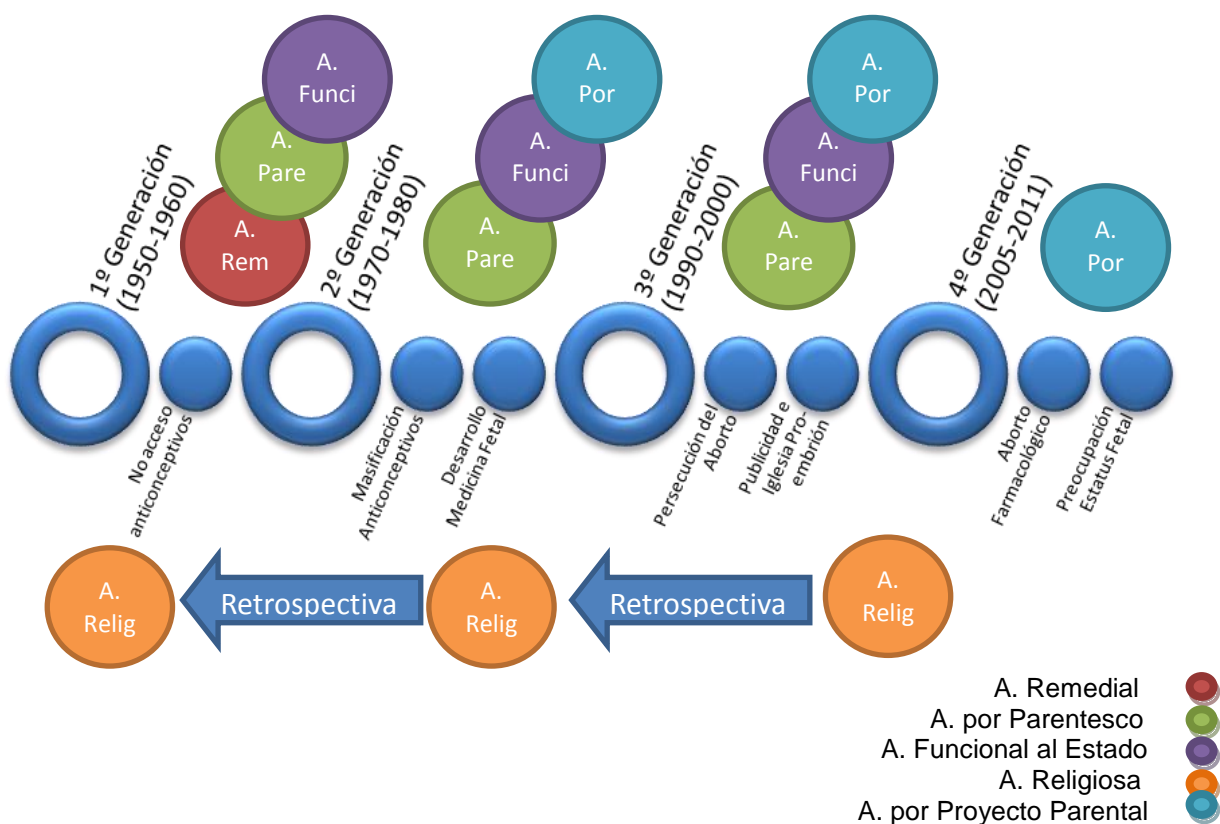 A.
Funci
A.
Pare
A.
Rem
A.
Por
A.
Funci
A.
Pare
A.
Por
A.
Funci
A.
Pare
A.
Por
1º Generación
(1950-1960)
2º Generación
(1970-1980)
3º Generación
(1990-2000)
4º Generación
(2005-2011)
No acceso
anticonceptivos
Masificación
Anticonceptivos
Desarrollo
Medicina Fetal
Persecución del
Aborto
Publicidad e
Iglesia Pro-
embrión
Aborto
Farmacológico
Preocupación
Estatus Fetal
A.
Relig
Retrospectiva
A.
Relig
Retrospectiva
A.
Relig
A. Remedial
A. por Parentesco
A. Funcional al Estado
A. Religiosa
A. por Proyecto Parental